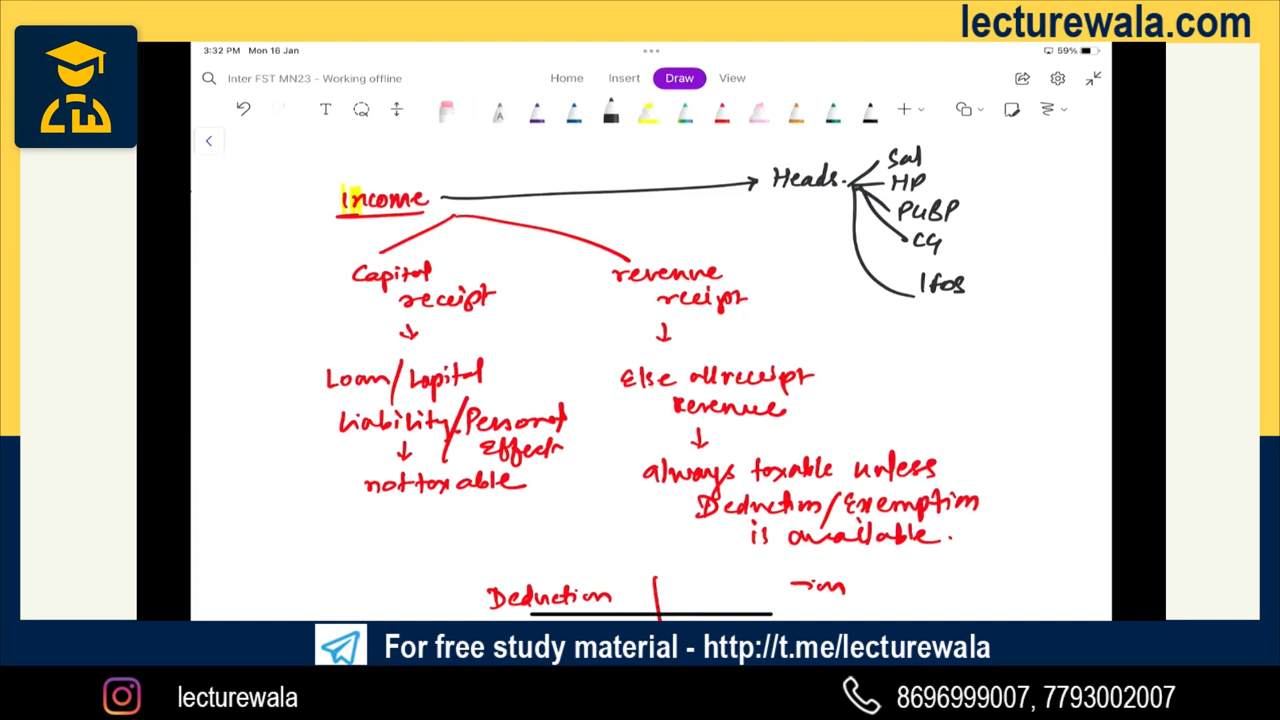 lecturewala.com
3:32 PM Mon 16 Jan
59%
Inter FST MN23 - Working offline
Home Insert Draw View
T
A
Income
Heads.
Sal
HP
PGBP
CG
Ifos
Capital
receipt
revenue
receipt
Loan/Capital
Liability/Personal
Effects
not taxable
Else all receipt
Revenue
always taxable unless
Deduction/Exemption
is available.
Deduction
For free study material - http://t.me/lecturewala
lecturewala
8696999007, 7793002007